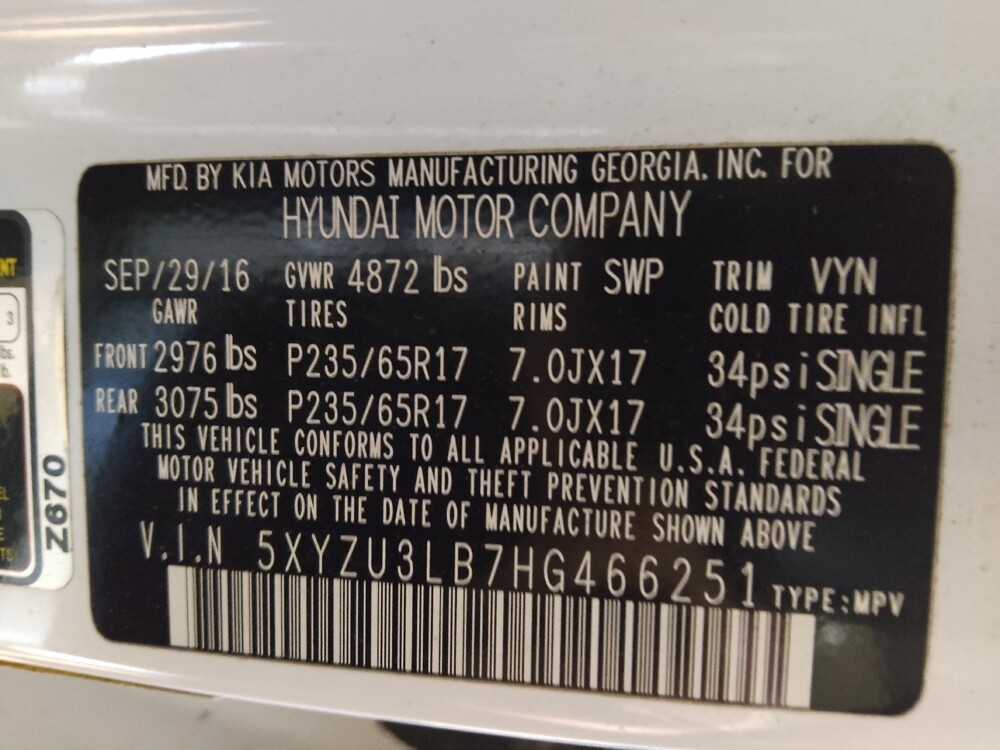 MFD. BY KIA MOTORS MANUFACTURING GEORGIA. INC. FOR
HYUNDAI MOTOR COMPANY
SEP/29/16 GVWR 4872 lbs PAINT SWP TRIM VYN
GAWR TIRES RIMS COLD TIRE INFL
FRONT 2976 lbs P235/65R17 7.0JX17 34psi SINGLE
REAR 3075 lbs P235/65R17 7.0JX17 34psi SINGLE
THIS VEHICLE CONFORMS TO ALL APPLICABLE U.S.A. FEDERAL
MOTOR VEHICLE SAFETY AND THEFT PREVENTION STANDARDS
IN EFFECT ON THE DATE OF MANUFACTURE SHOWN ABOVE
V.I.N 5XYZU3LB7HG466251 TYPE:MPV
Z670
3